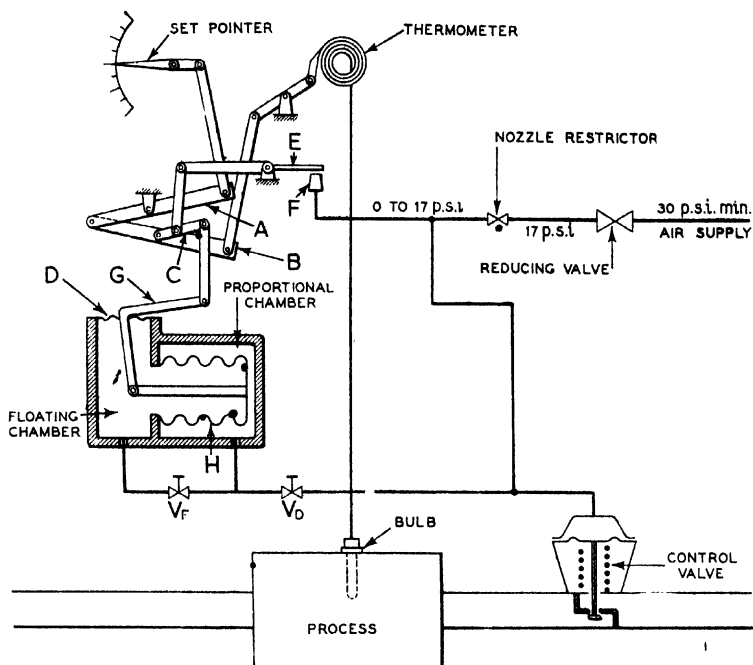 SET POINTER
THERMOMETER
E
NOZZLE RESTRICTOR
F
0 TO 17 p.s.i
17 p.s.i
30 p.s.i. min.
AIR SUPPLY
A
C
B
REDUCING VALVE
D
G
PROPORTIONAL
CHAMBER
FLOATING
CHAMBER
H
VF
VD
BULB
CONTROL
VALVE
PROCESS